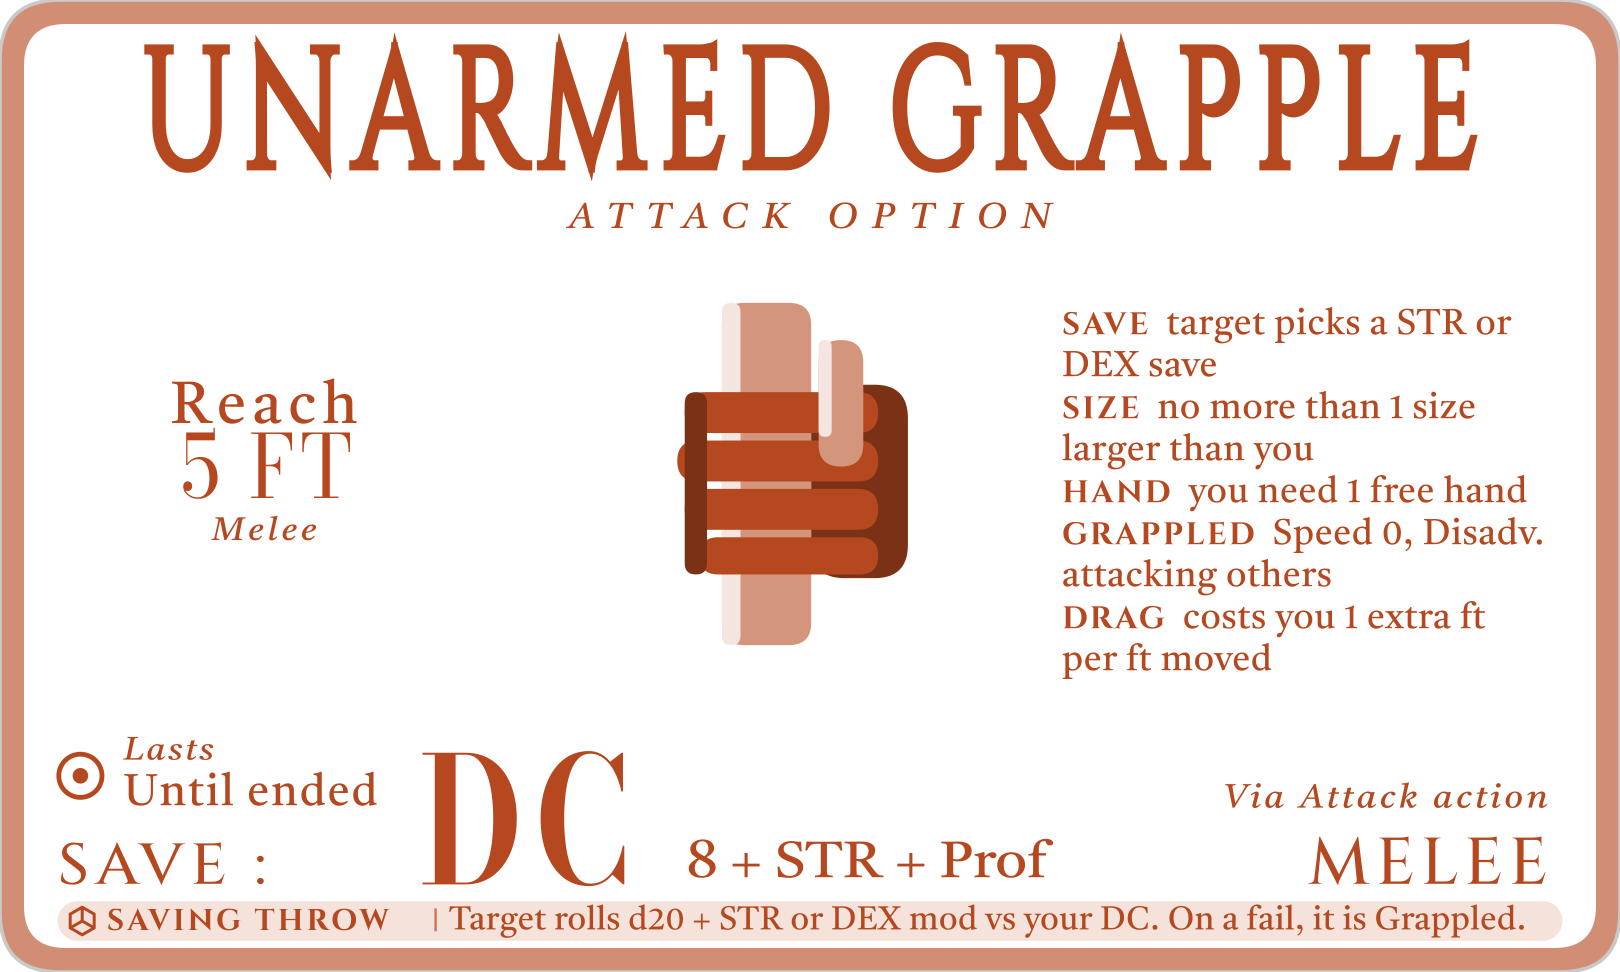 UNARMED GRAPPLE
ATTACK OPTION
Reach
5 FT
Melee
SAVE target picks a STR or
DEX save
SIZE no more than 1 size
larger than you
HAND you need 1 free hand
GRAPPLED Speed 0, Disadv.
attacking others
DRAG costs you 1 extra ft
per ft moved
Lasts
Until ended
SAVE :
DC
8 + STR + Prof
Via Attack action
MELEE
SAVING THROW | Target rolls d20 + STR or DEX mod vs your DC. On a fail, it is Grappled.